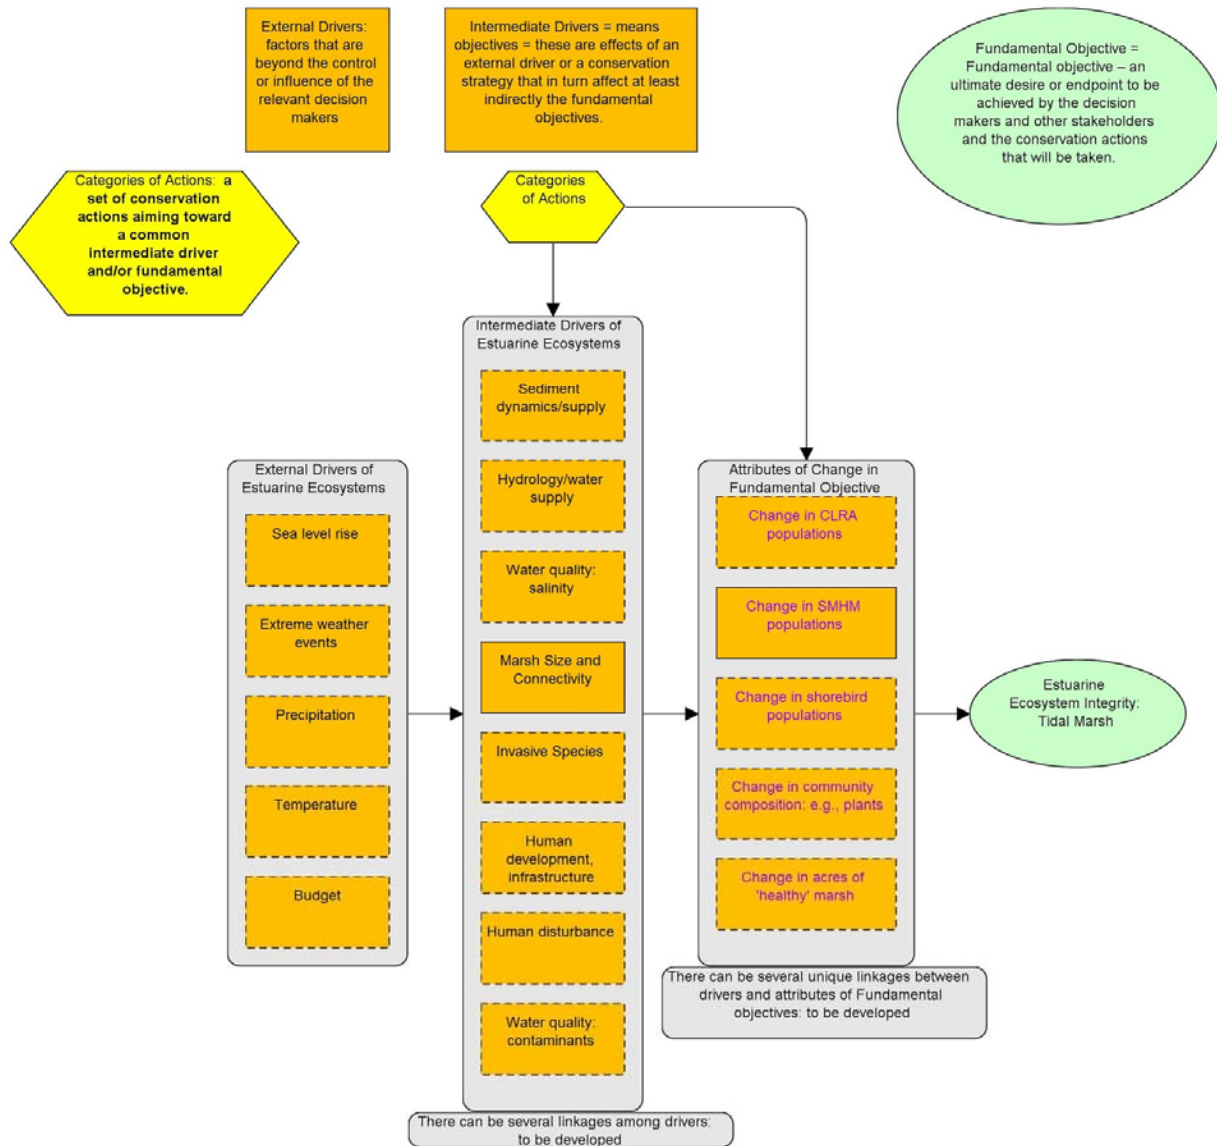 External Drivers:
factors that are
beyond the control
or influence of the
relevant decision
makers
Intermediate Drivers = means
objectives = these are effects of an
external driver or a conservation
strategy that in turn affect at least
indirectly the fundamental
objectives.
Fundamental Objective =
Fundamental objective – an
ultimate desire or endpoint to be
achieved by the decision
makers and other stakeholders
and the conservation actions
that will be taken.
Categories of Actions: a
set of conservation
actions aiming toward
a common
intermediate driver
and/or fundamental
objective.
Categories
of Actions
External Drivers of
Estuarine Ecosystems
Sea level rise
Extreme weather
events
Precipitation
Temperature
Budget
Intermediate Drivers of
Estuarine Ecosystems
Sediment
dynamics/supply
Hydrology/water
supply
Water quality:
salinity
Marsh Size and
Connectivity
Invasive Species
Human
development,
infrastructure
Human disturbance
Water quality:
contaminants
There can be several linkages among drivers:
to be developed
Attributes of Change in
Fundamental Objective
Change in CLRA
populations
Change in SMHM
populations
Change in shorebird
populations
Change in community
composition: e.g., plants
Change in acres of
'healthy' marsh
There can be several unique linkages between
drivers and attributes of Fundamental
objectives: to be developed
Estuarine
Ecosystem Integrity:
Tidal Marsh